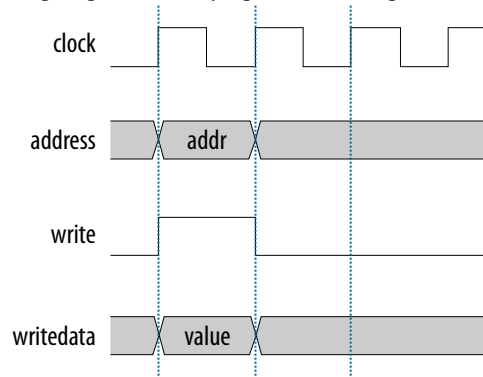 clock
address
addr
write
writedata
value